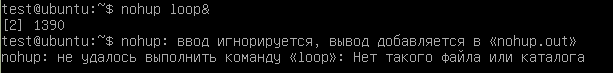 test@ubuntu:~$ nohup loop&
[2] 1390
test@ubuntu:~$ nohup: ввод игнорируется, вывод добавляется в «nohup.out»
nohup: не удалось выполнить команду «loop»: Нет такого файла или каталога